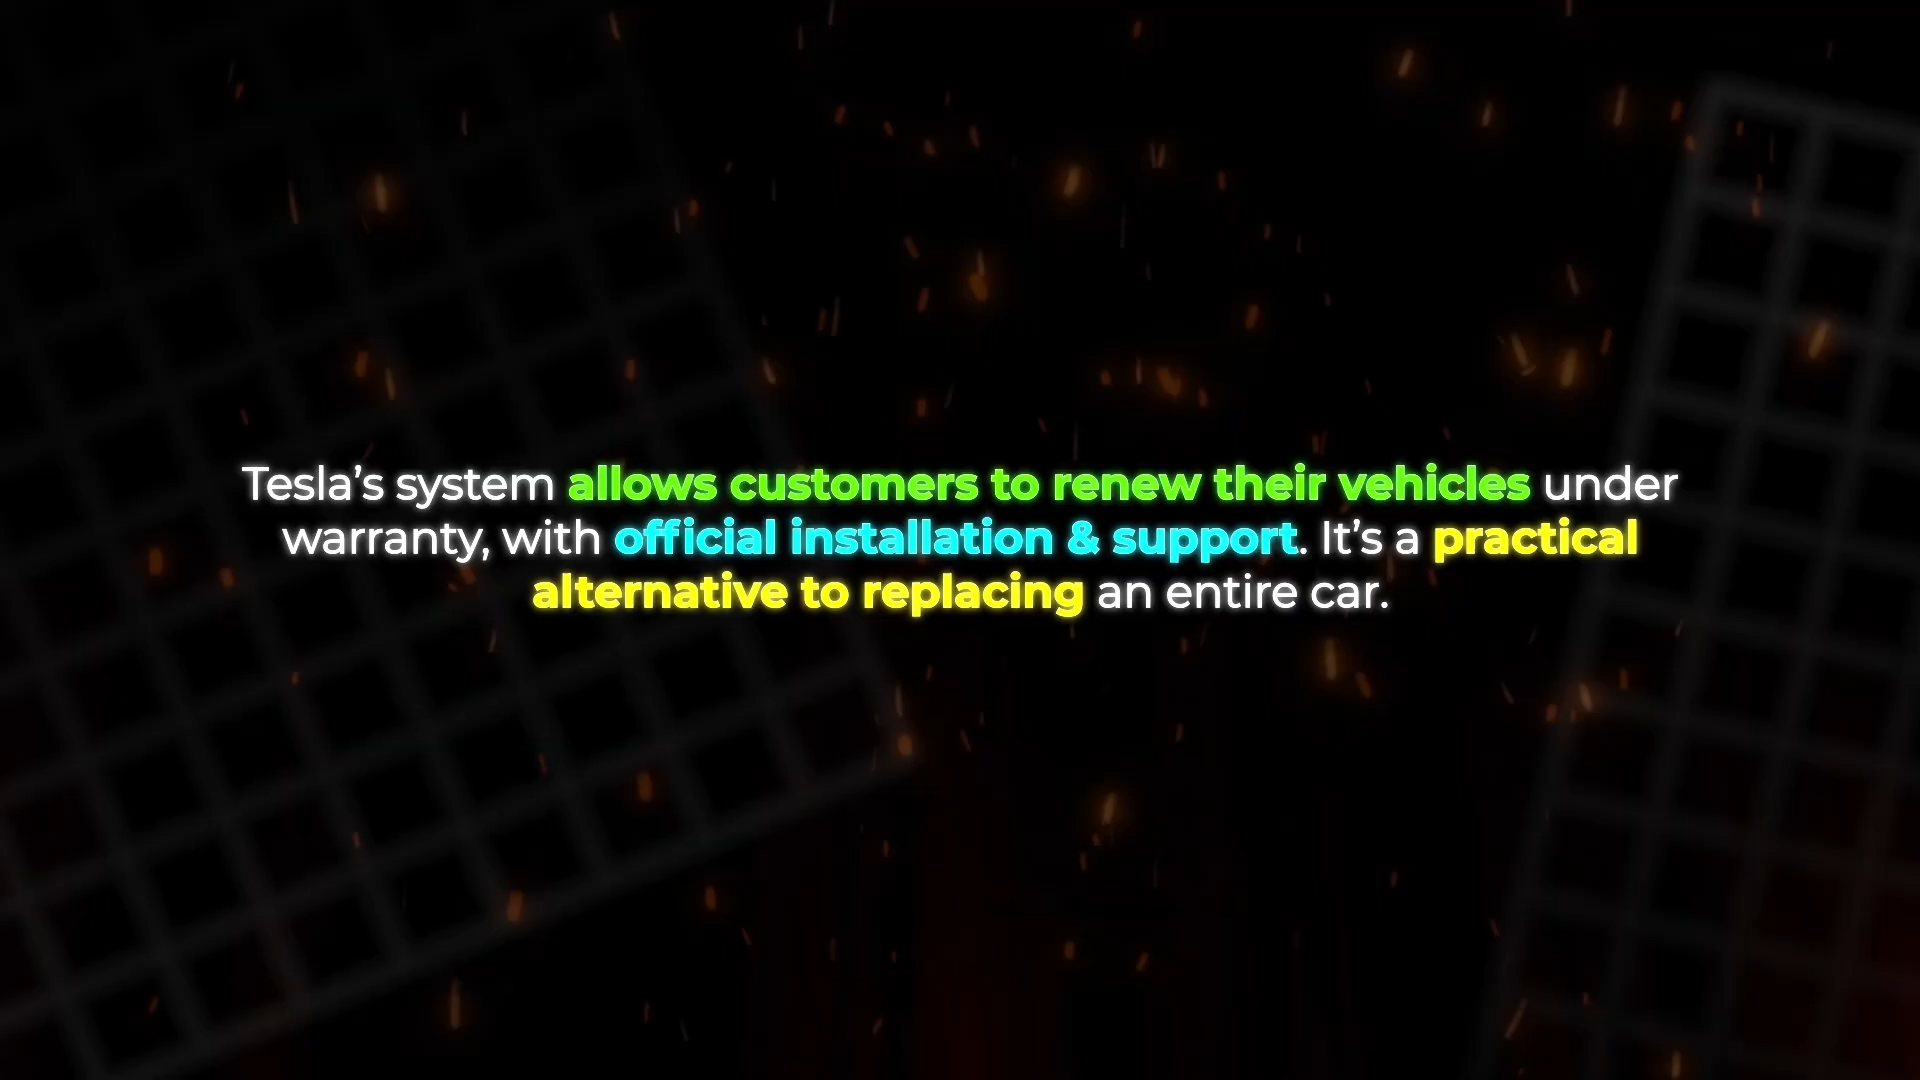 Tesla’s system allows customers to renew their vehicles under
warranty, with official installation & support. It’s a practical
alternative to replacing an entire car.